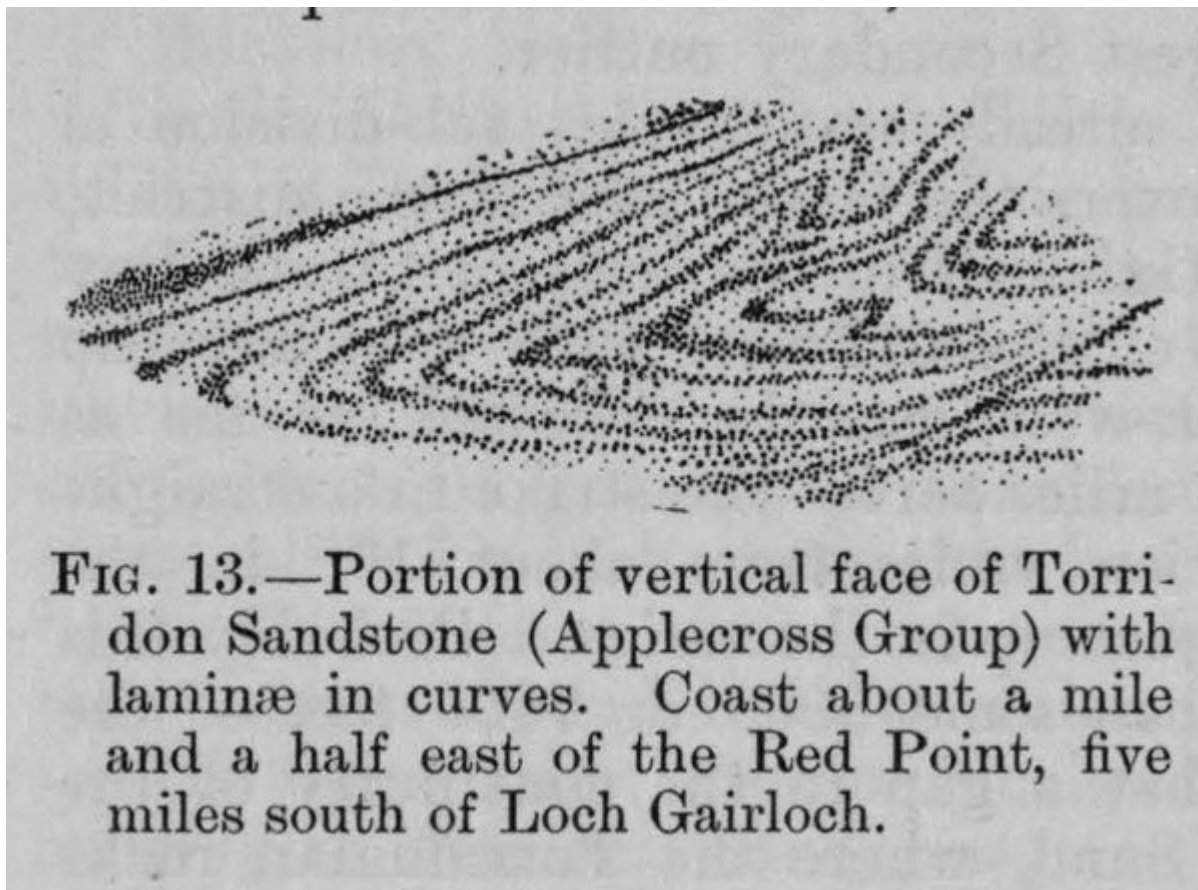 FIG. 13.—Portion of vertical face of Torri-
don Sandstone (Applecross Group) with
laminæ in curves. Coast about a mile
and a half east of the Red Point, five
miles south of Loch Gairloch.